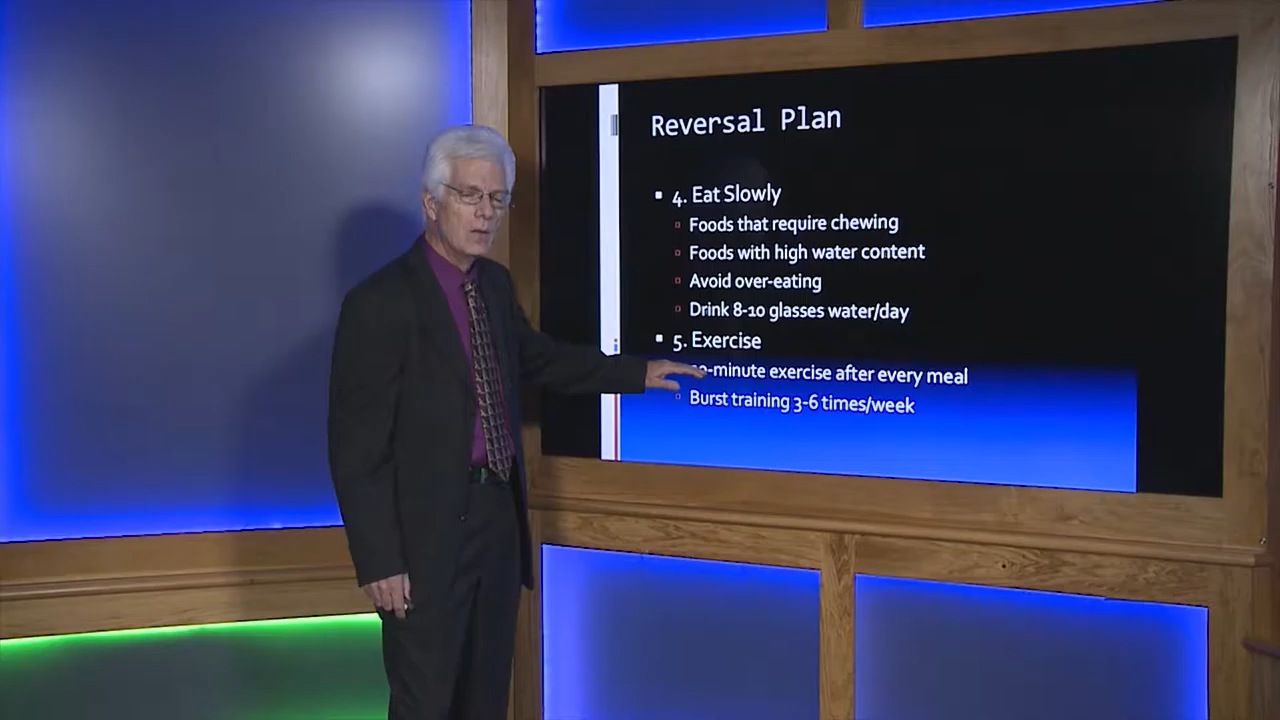 Reversal Plan
4. Eat Slowly
Foods that require chewing
Foods with high water content
Avoid over-eating
Drink 8-10 glasses water/day
5. Exercise
-minute exercise after every meal
Burst training 3-6 times/week